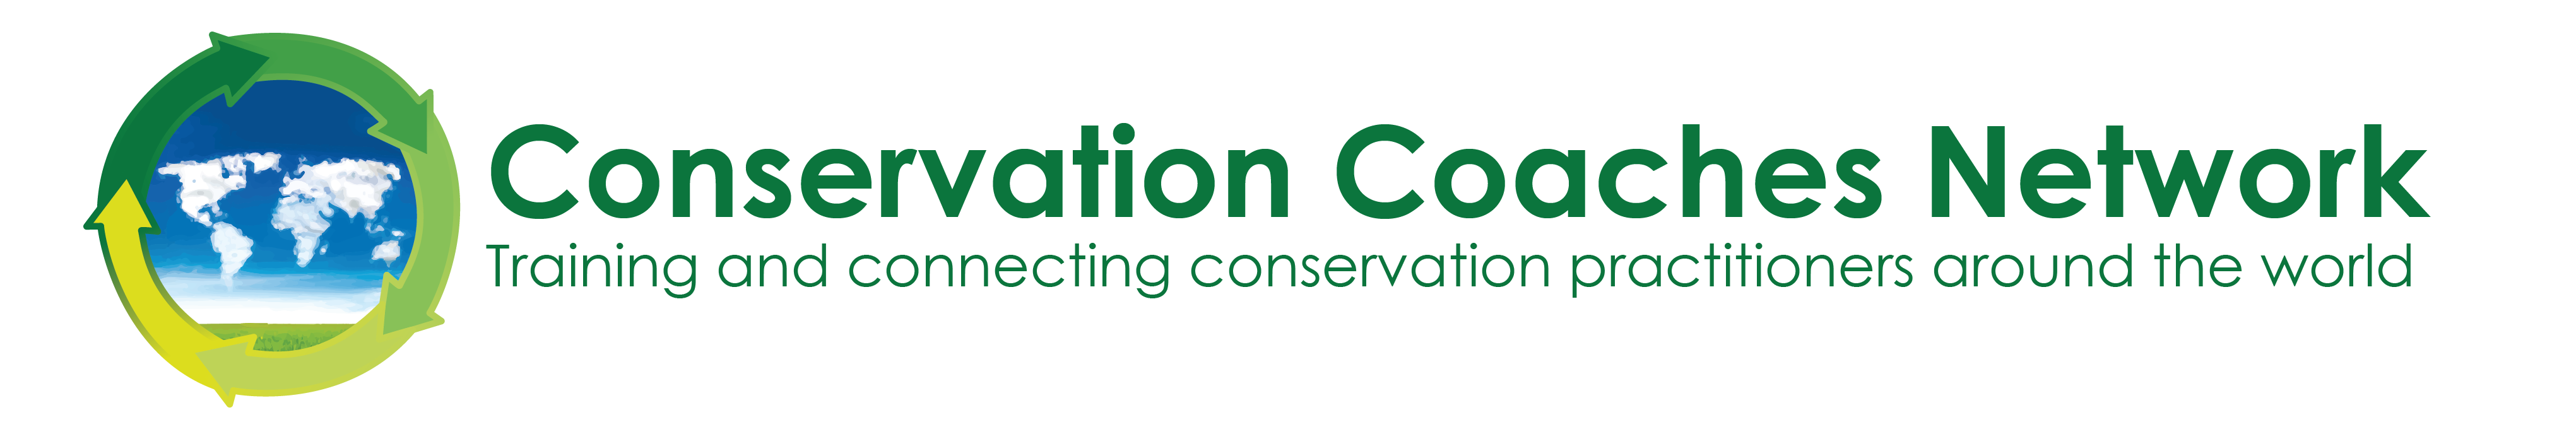 Conservation Coaches Network
Training and connecting conservation practitioners around the world